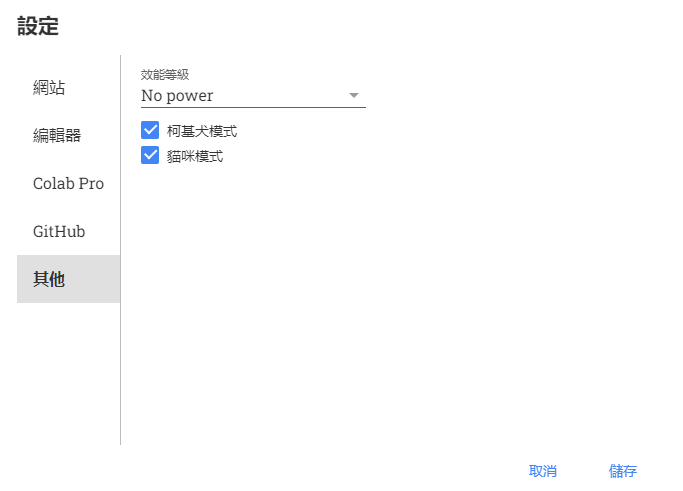 設定
網站
編輯器
Colab Pro
GitHub
其他
效能等級
No power
柯基犬模式
貓咪模式
取消
儲存